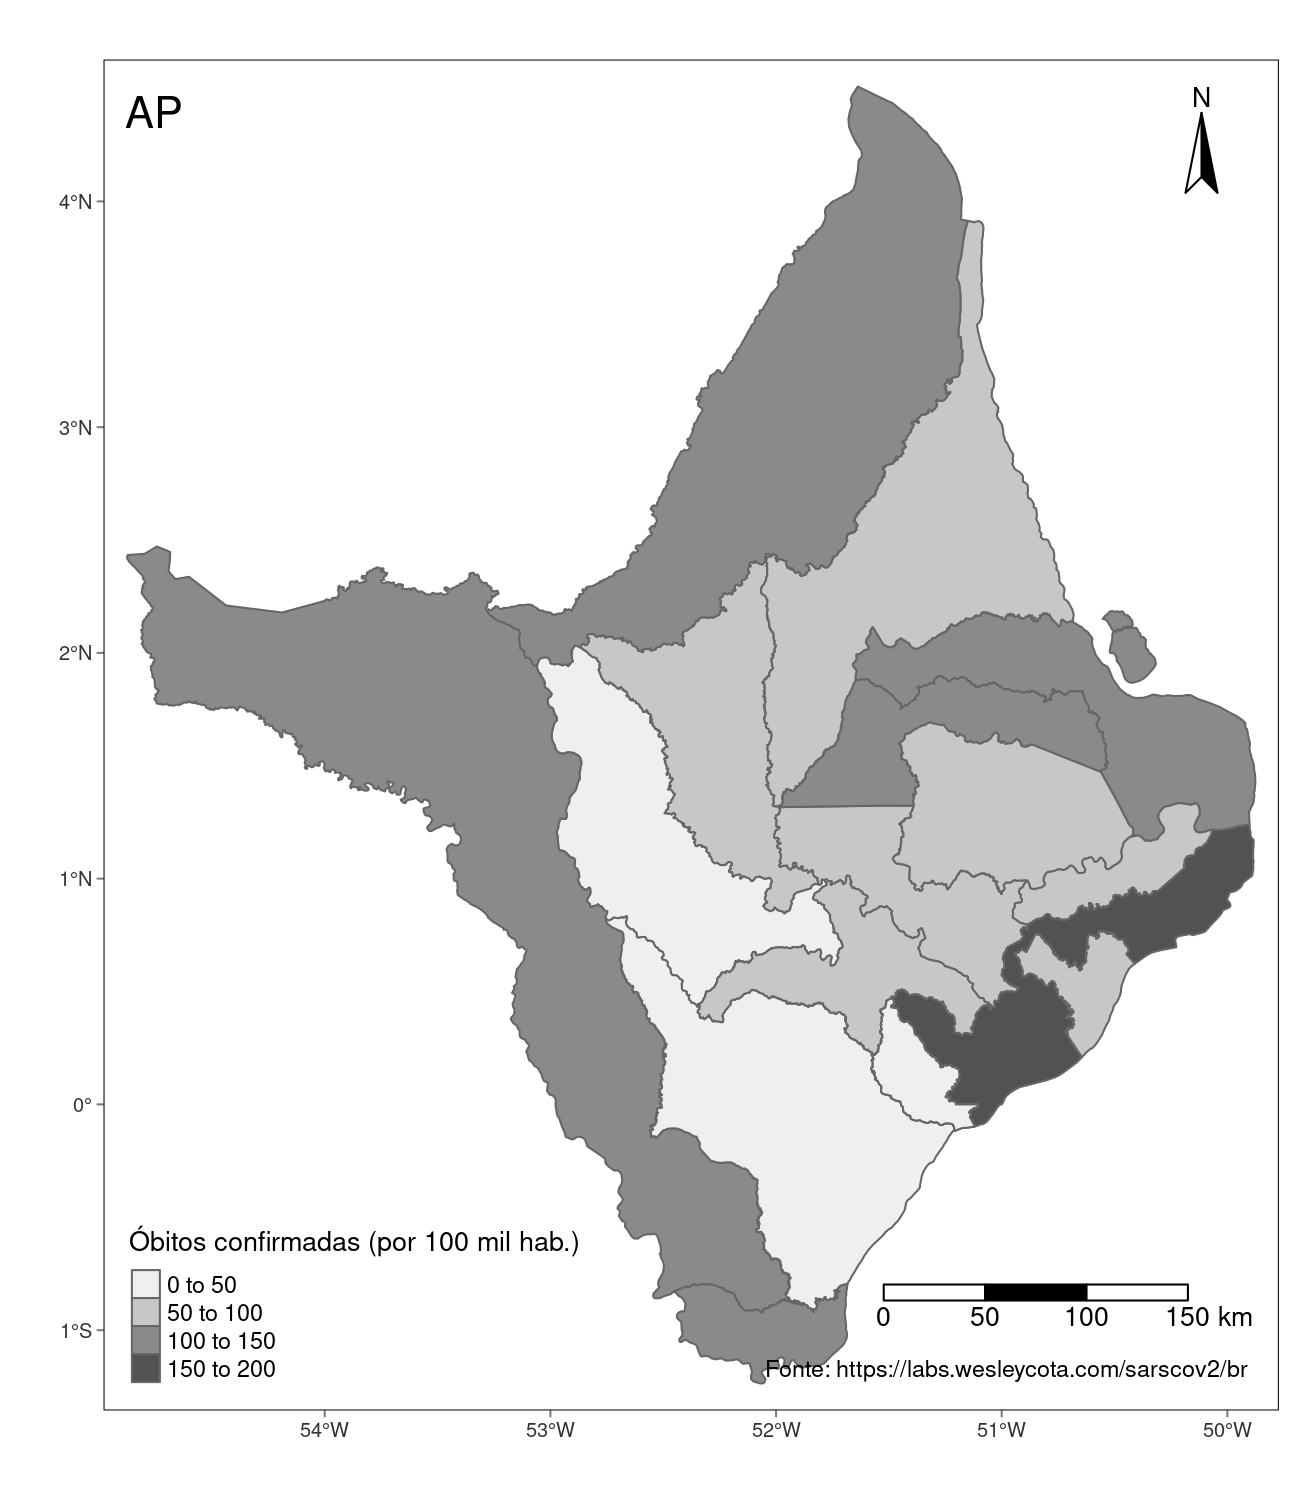 AP
N
4°N
3°N
2°N
1°N
0°
1°S
Óbitos confirmadas (por 100 mil hab.)
0 to 50
50 to 100
100 to 150
150 to 200
0 50 100 150 km
Fonte: https://labs.wesleycota.com/sarscov2/br
54°W 53°W 52°W 51°W 50°W